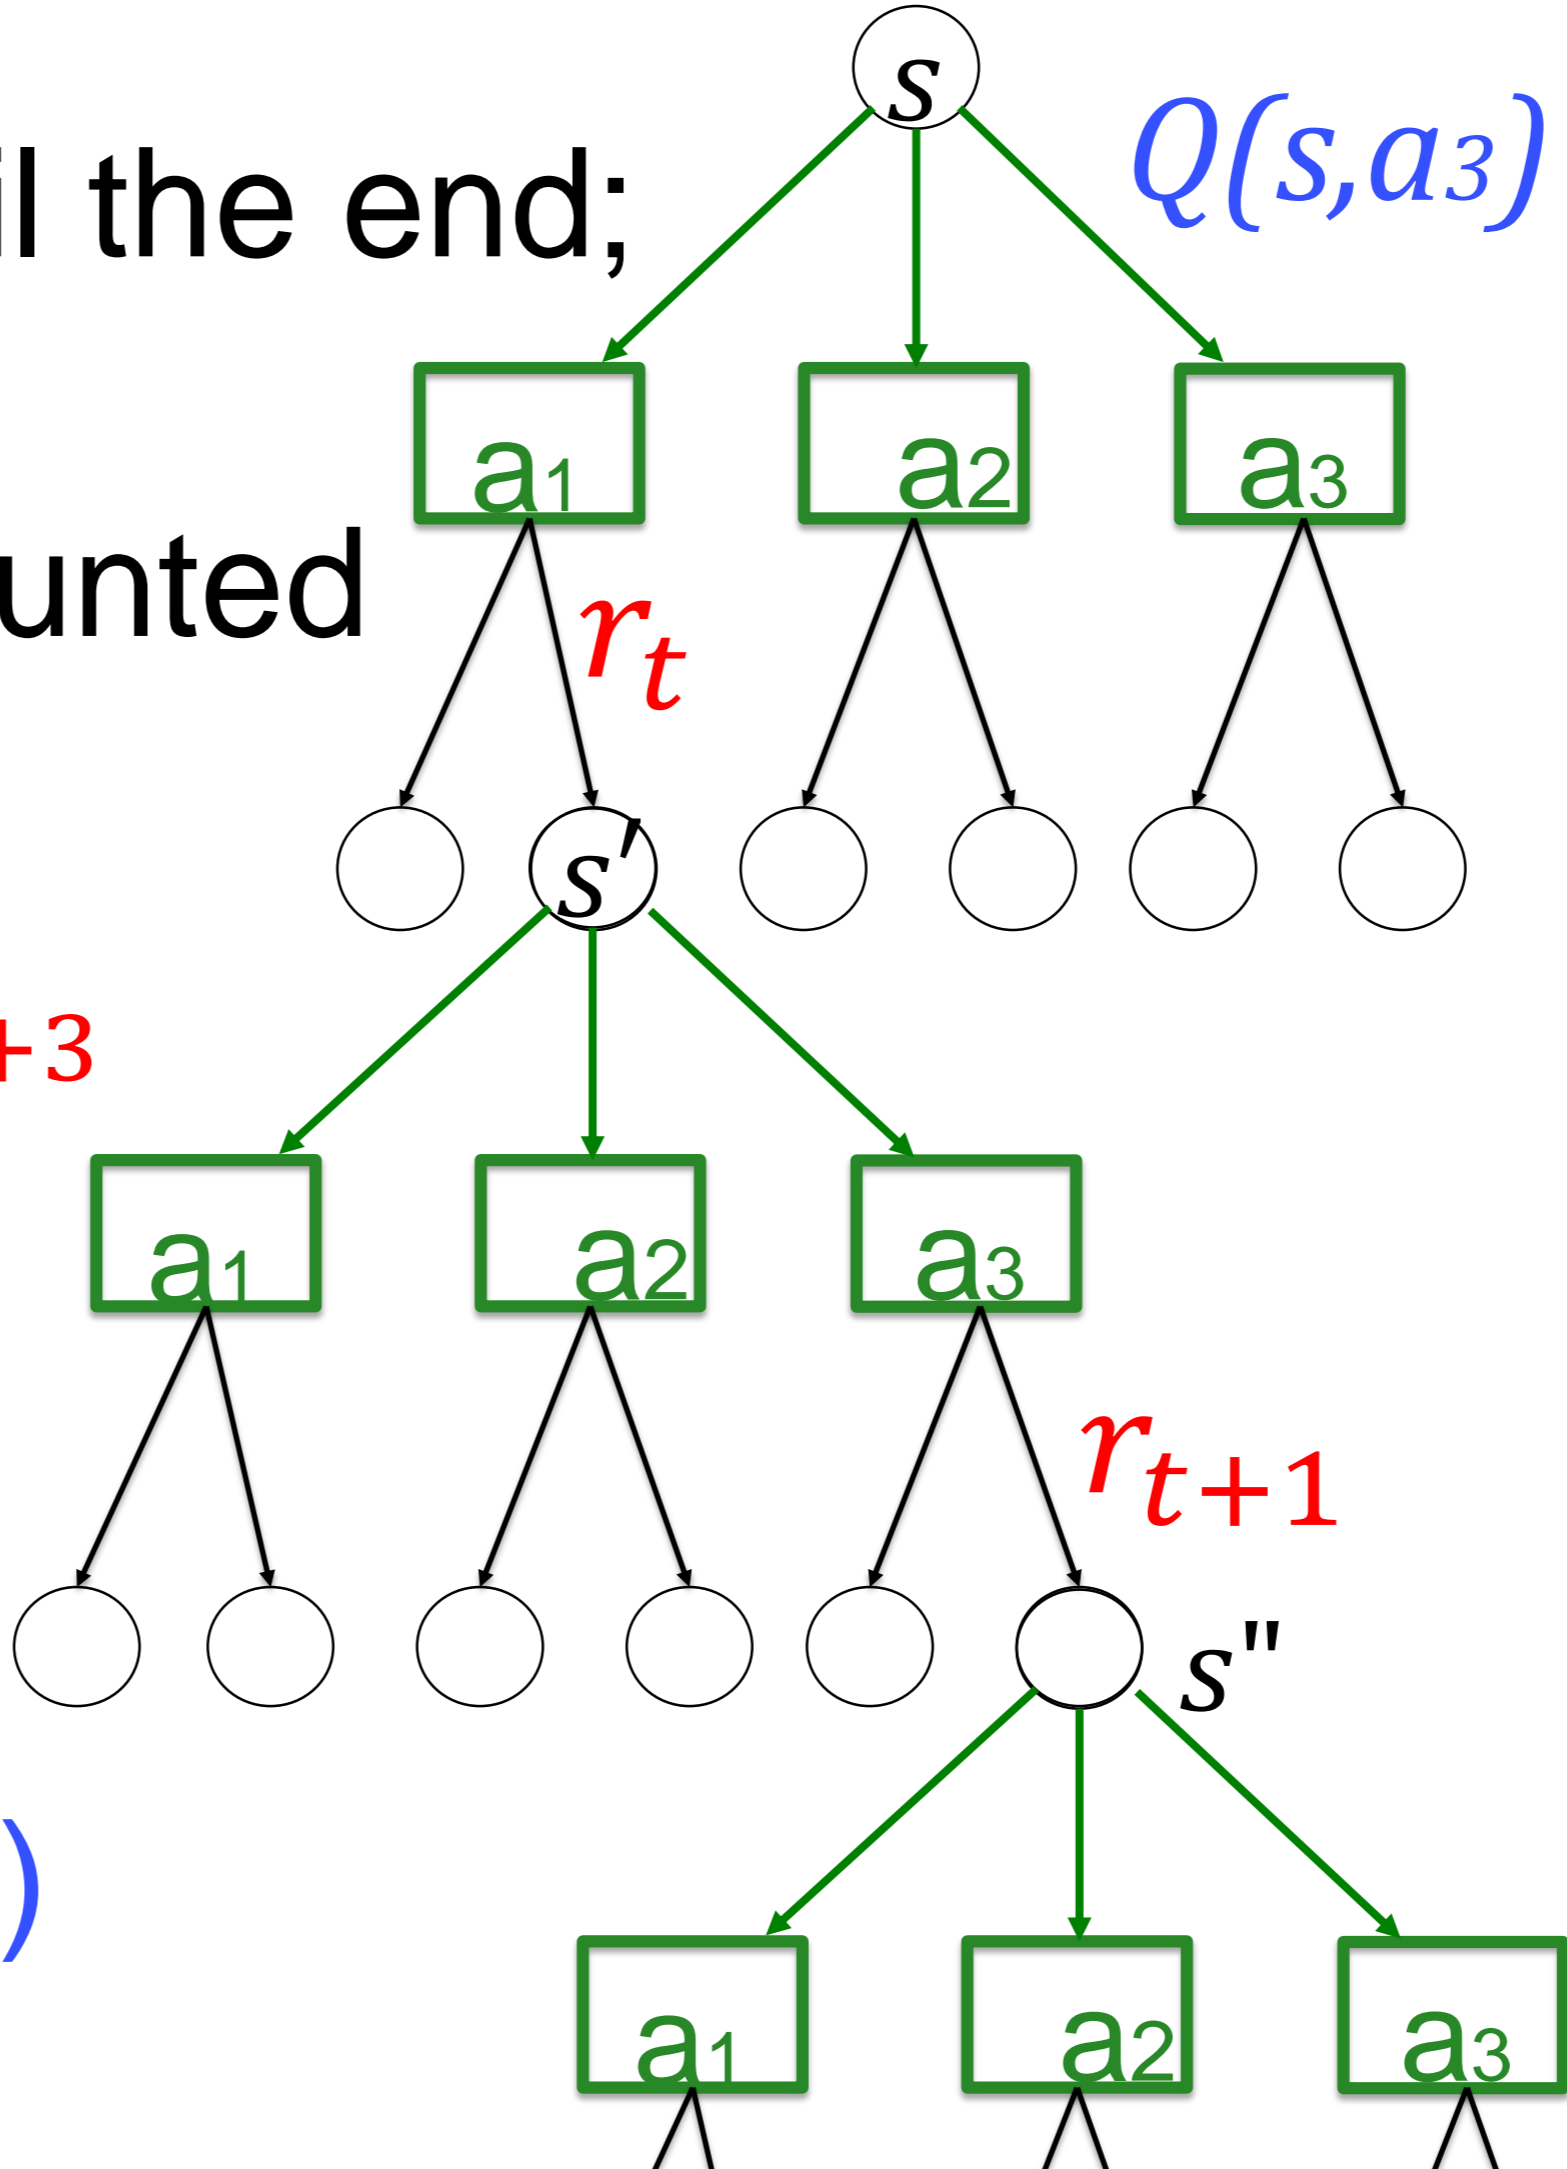 s
Q(s,a3)
il the end;
a1 a2 a3
unted
rt
s'
+3
a1 a2 a3
rt+1
s"
)
a1 a2 a3